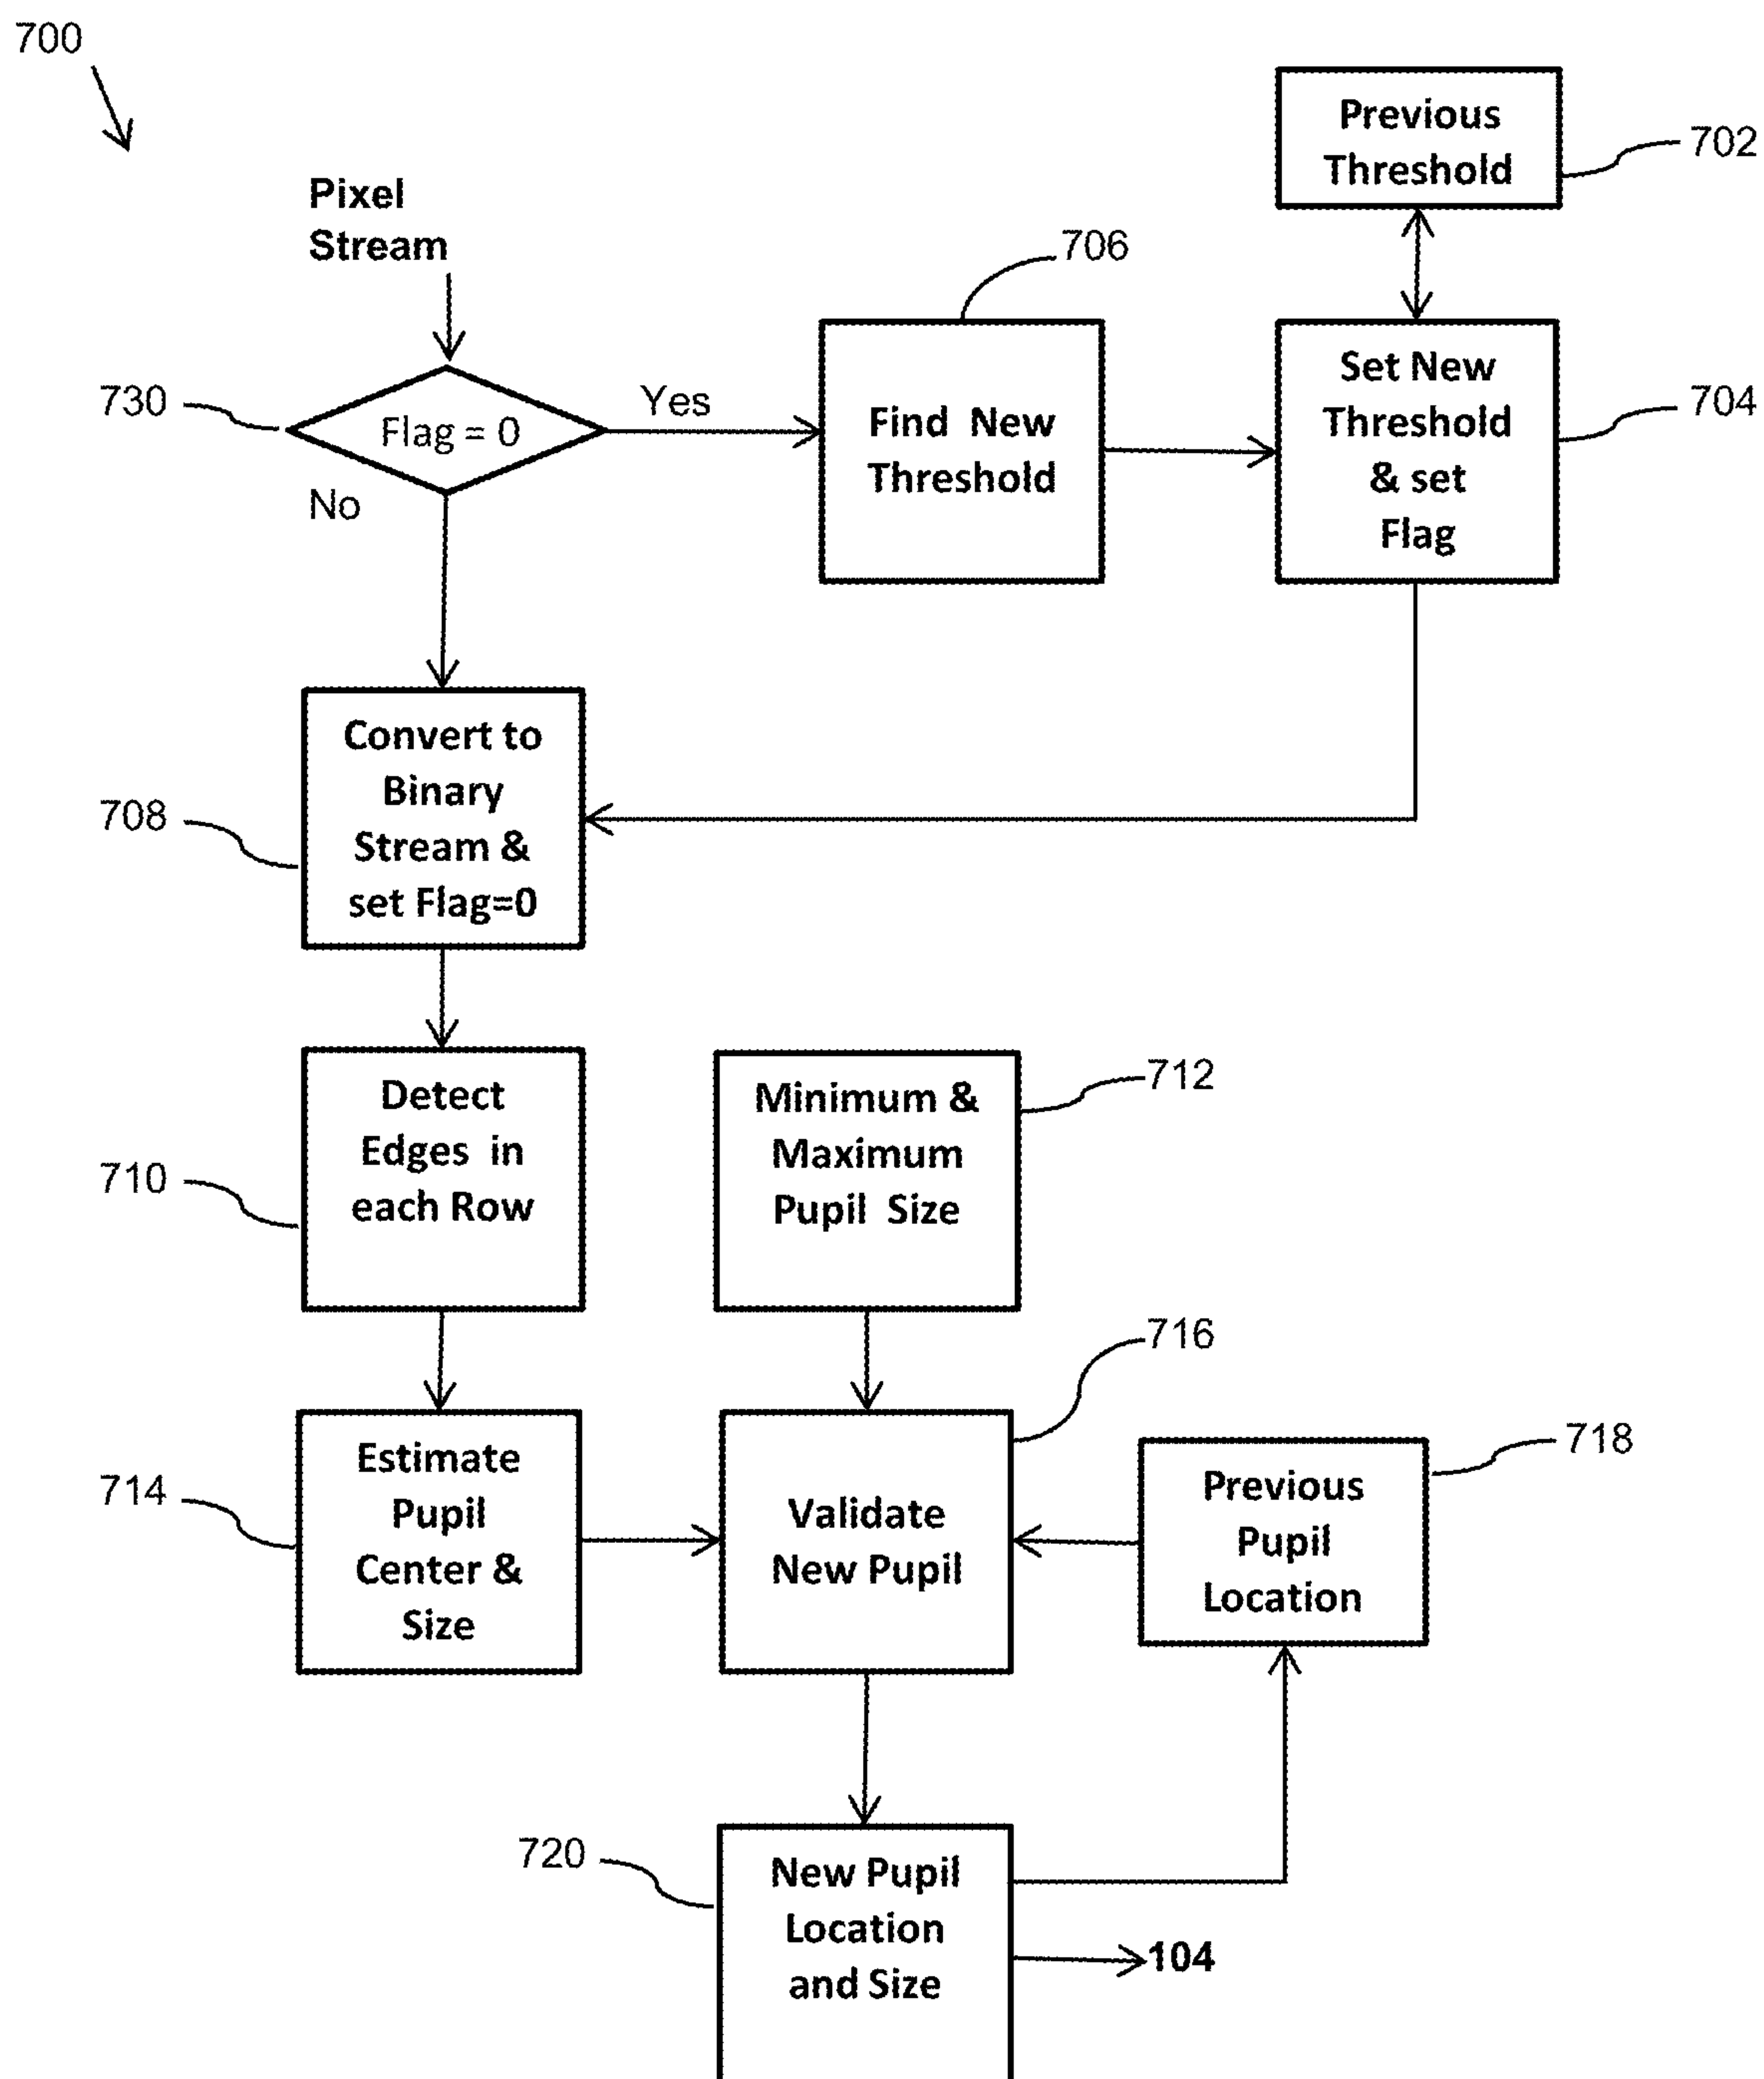 700
Previous
Threshold
702
Pixel
Stream
706
730
Flag = 0
Yes
No
Find New
Threshold
Set New
Threshold
& set
Flag
704
Convert to
Binary
Stream &
set Flag=0
708
Detect
Edges in
each Row
710
Minimum &
Maximum
Pupil Size
712
716
Estimate
Pupil
Center &
Size
714
Validate
New Pupil
Previous
Pupil
Location
718
720
New Pupil
Location
and Size
104